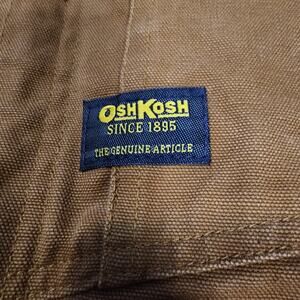 OSHKOSH
SINCE 1895
THE GENUINE ARTICLE